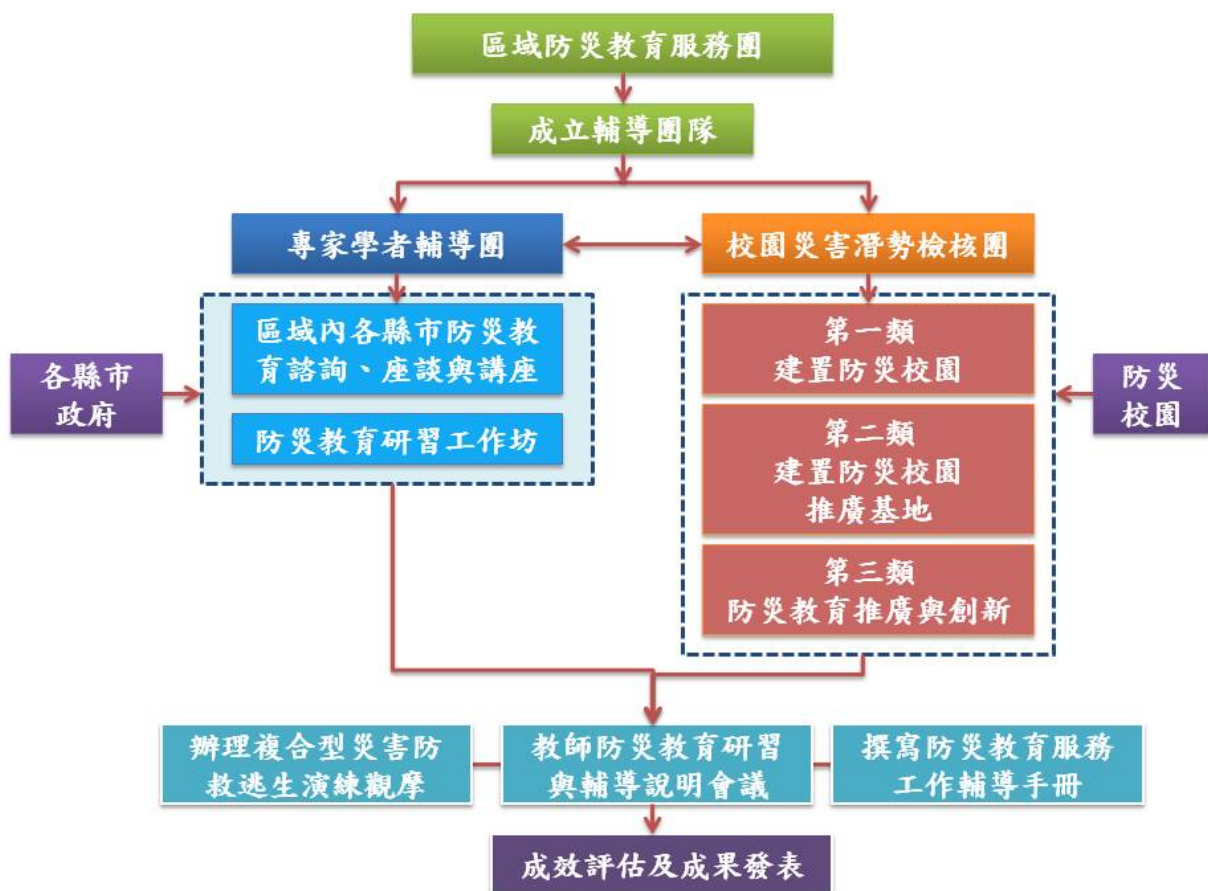 區域防災教育服務團
成立輔導團隊
專家學者輔導團
校園災害潛勢檢核團
各縣市
政府
區域內各縣市防災教
育諮詢、座談與講座
防災教育研習工作坊
第一類
建置防災校園
第二類
建置防災校園
推廣基地
第三類
防災教育推廣與創新
防災
校園
辦理複合型災害防
救逃生演練觀摩
教師防災教育研習
與輔導說明會議
撰寫防災教育服務
工作輔導手冊
成效評估及成果發表